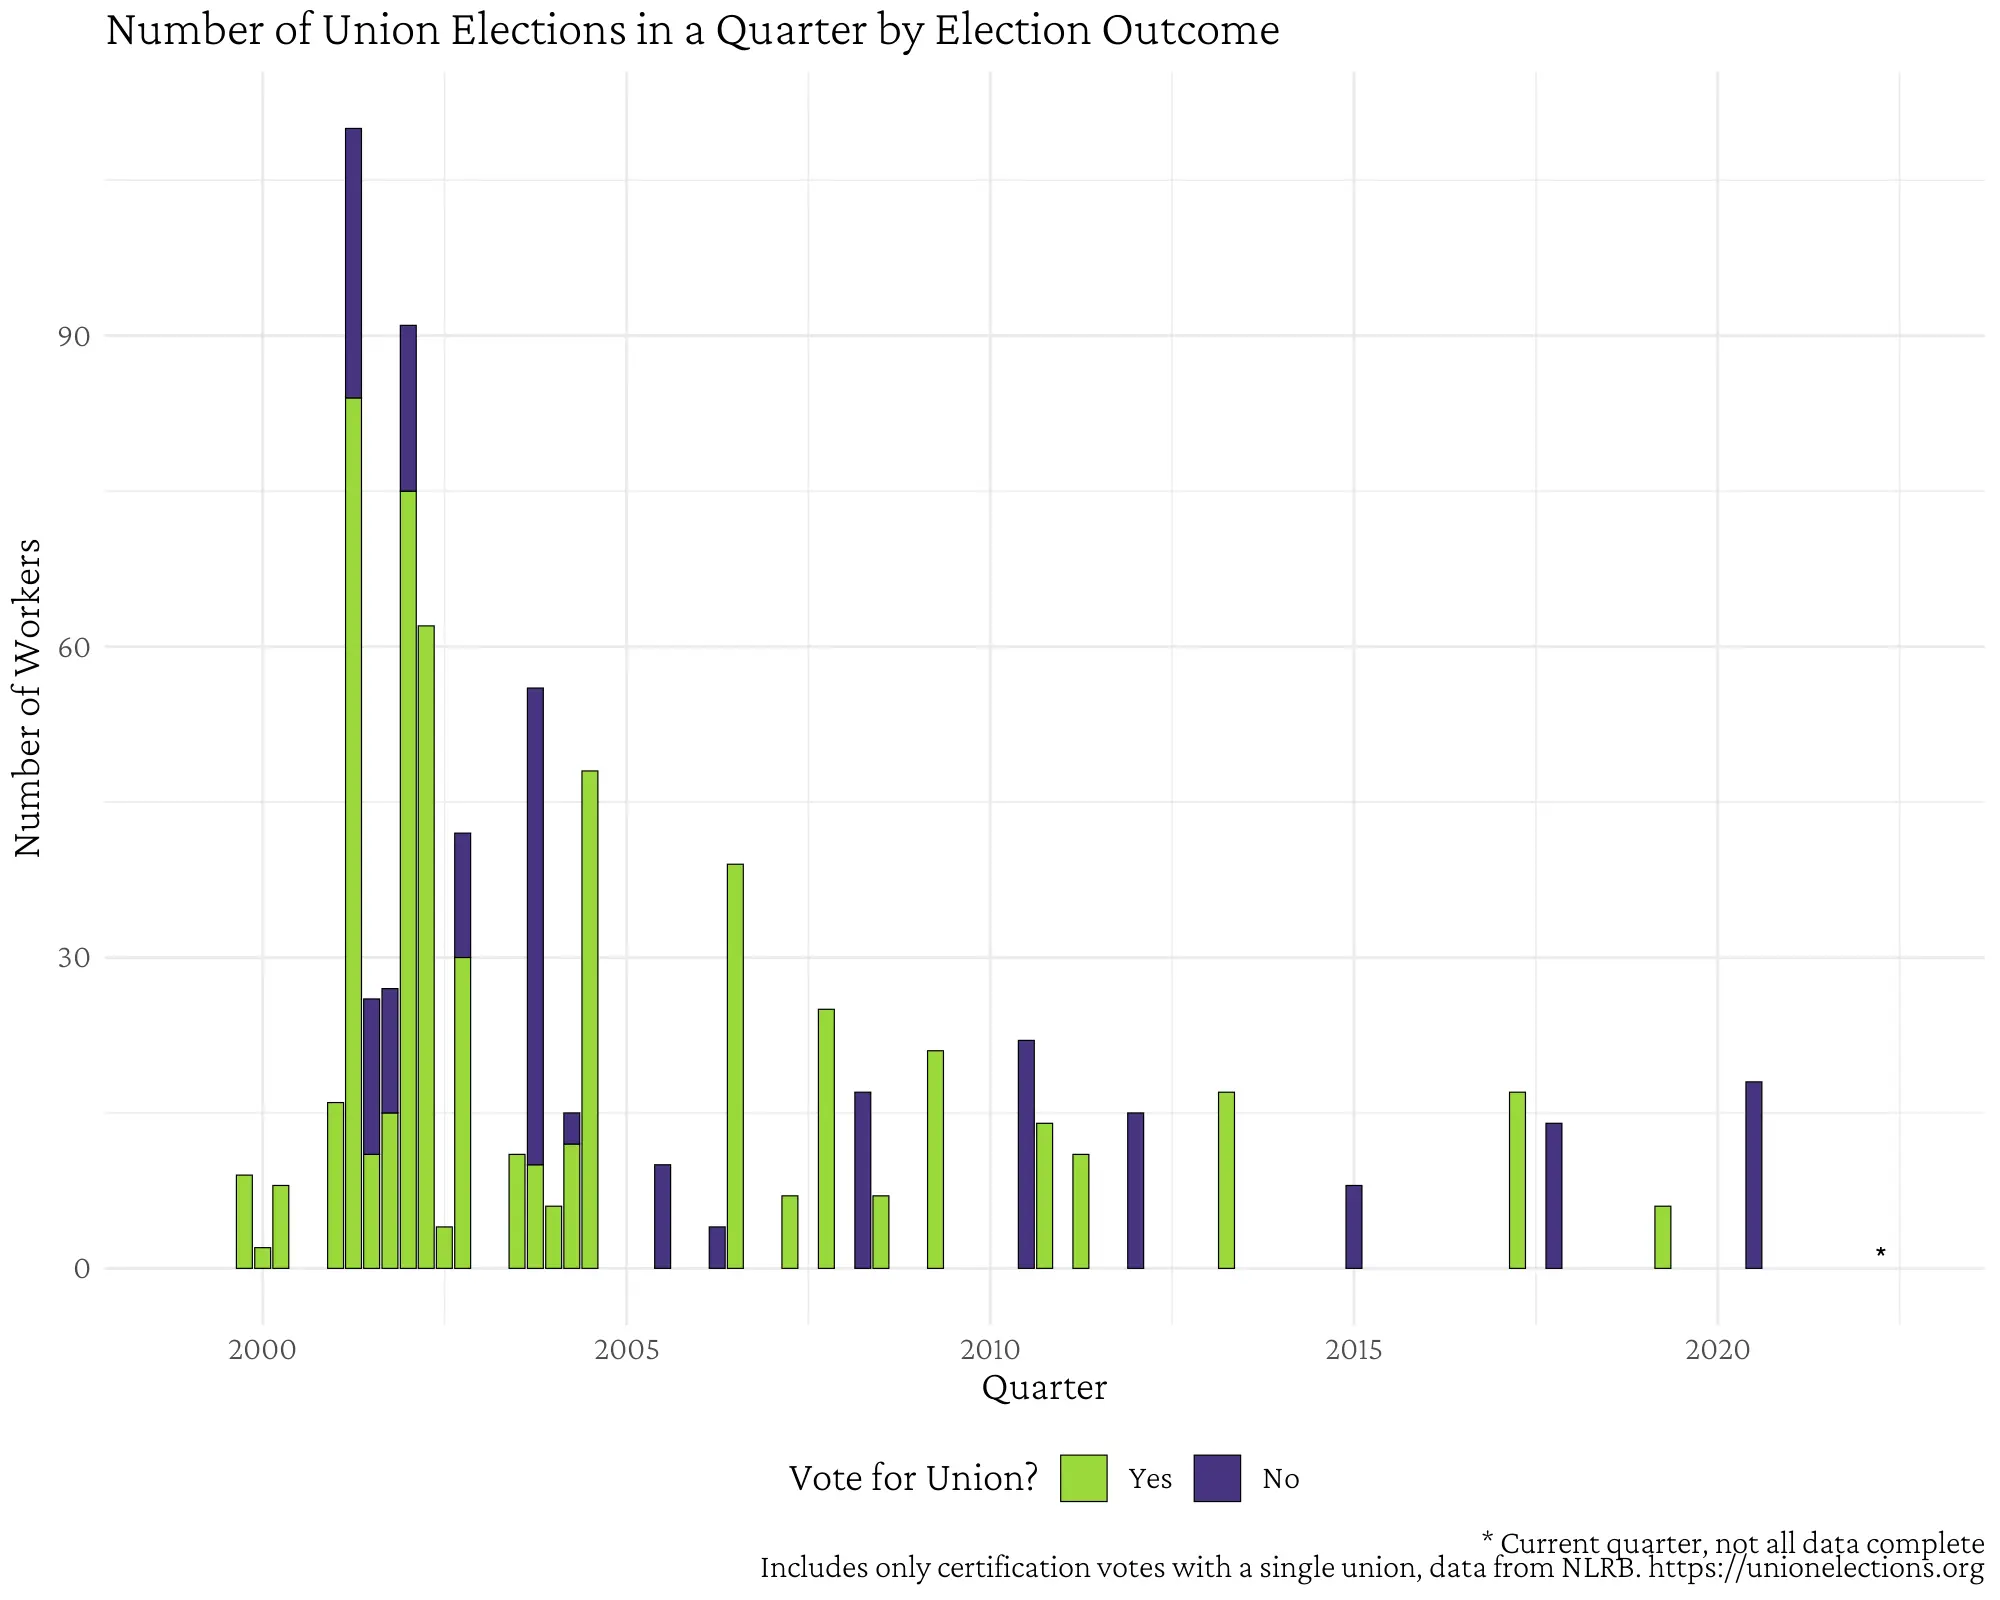 Number of Union Elections in a Quarter by Election Outcome
Number of Workers
90
60
30
0
*
2000 2005 2010 2015 2020
Quarter
Vote for Union? Yes No
* Current quarter, not all data complete
Includes only certification votes with a single union, data from NLRB. https://unionelections.org